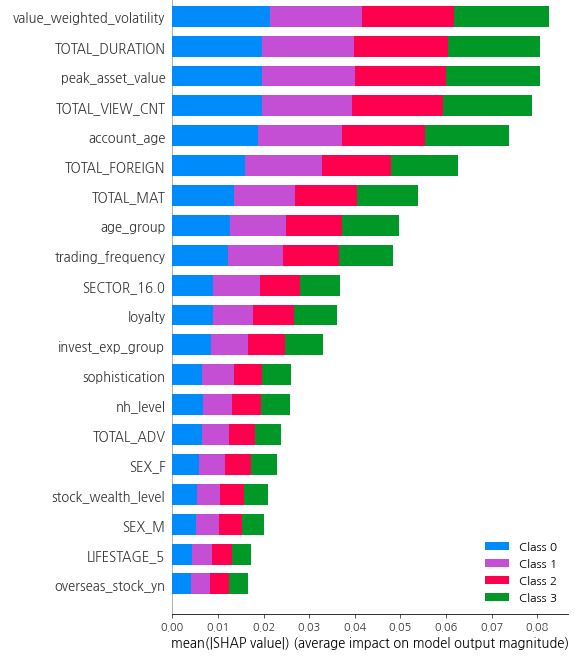 value_weighted_volatility
TOTAL_DURATION
peak_asset_value
TOTAL_VIEW_CNT
account_age
TOTAL_FOREIGN
TOTAL_MAT
age_group
trading_frequency
SECTOR_16.0
loyalty
invest_exp_group
sophistication
nh_level
TOTAL_ADV
SEX_F
stock_wealth_level
SEX_M
LIFESTAGE_5
overseas_stock_yn
Class 0
Class 1
Class 2
Class 3
0.00 0.01 0.02 0.03 0.04 0.05 0.06 0.07 0.08
mean(|SHAP value|) (average impact on model output magnitude)